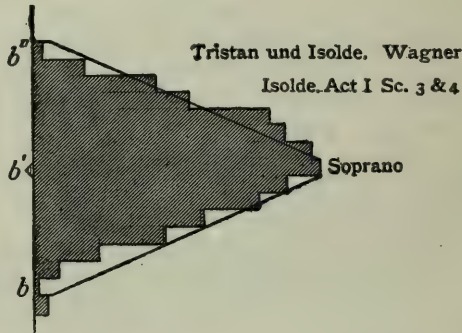 b"
Tristan und Isolde. Wagner
Isolde. Act I Sc. 3 & 4
b'
Soprano
b